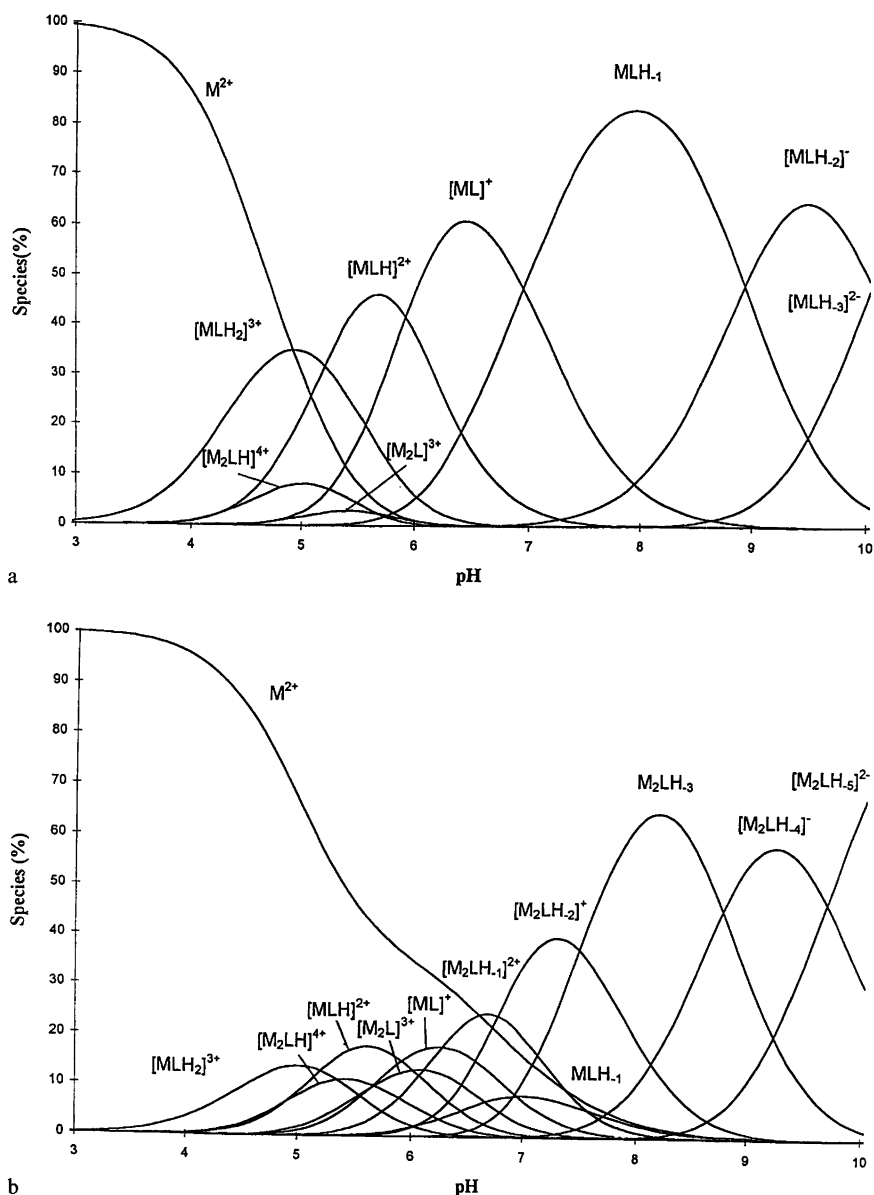 100
90
80
70
60
50
40
30
20
10
0
Species(%)
M²⁺
[MLH₂]³⁺
[M₂LH]⁴⁺
[MLH]²⁺
[M₂L]³⁺
[ML]⁺
MLH₋₁
[MLH₋₂]⁻
[MLH₋₃]²⁻
3 4 5 6 7 8 9 10
pH
a
100
90
80
70
60
50
40
30
20
10
0
Species (%)
M²⁺
[MLH₂]³⁺
[M₂LH]⁴⁺
[MLH]²⁺
[M₂L]³⁺
[ML]⁺
[M₂LH₋₁]²⁺
[M₂LH₋₂]⁺
MLH₋₁
M₂LH₋₃
[M₂LH₋₄]⁻
[M₂LH₋₅]²⁻
3 4 5 6 7 8 9 10
pH
b